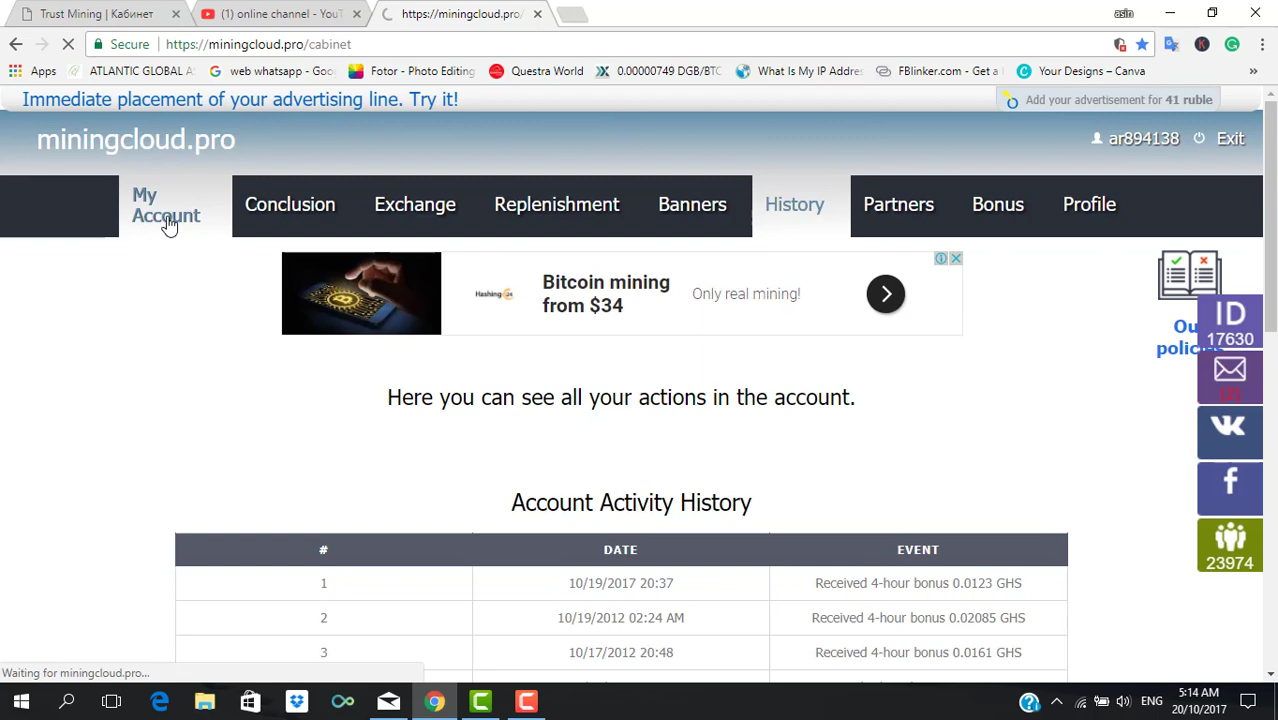 Trust Mining | Кабинет
(1) online channel - YouT
https://miningcloud.pro/
asin
Secure
https://miningcloud.pro/cabinet
Apps
ATLANTIC GLOBAL AS
web whatsapp - Goo
Fotor - Photo Editing
Questra World
0.00000749 DGB/BTC
What Is My IP Addre
FBlinker.com - Get a
Your Designs – Canva
Immediate placement of your advertising line. Try it!
Add your advertisement for 41 ruble
miningcloud.pro
ar894138
Exit
My Account
Conclusion
Exchange
Replenishment
Banners
History
Partners
Bonus
Profile
Bitcoin mining
from $34
Hashing24
Only real mining!
Our
ID
17630
(2)
23974
Here you can see all your actions in the account.
Account Activity History
# DATE EVENT
1 10/19/2017 20:37 Received 4-hour bonus 0.0123 GHS
2 10/19/2012 02:24 AM Received 4-hour bonus 0.02085 GHS
3 10/17/2012 20:48 Received 4-hour bonus 0.0161 GHS
Waiting for miningcloud.pro...
ENG
5:14 AM
20/10/2017